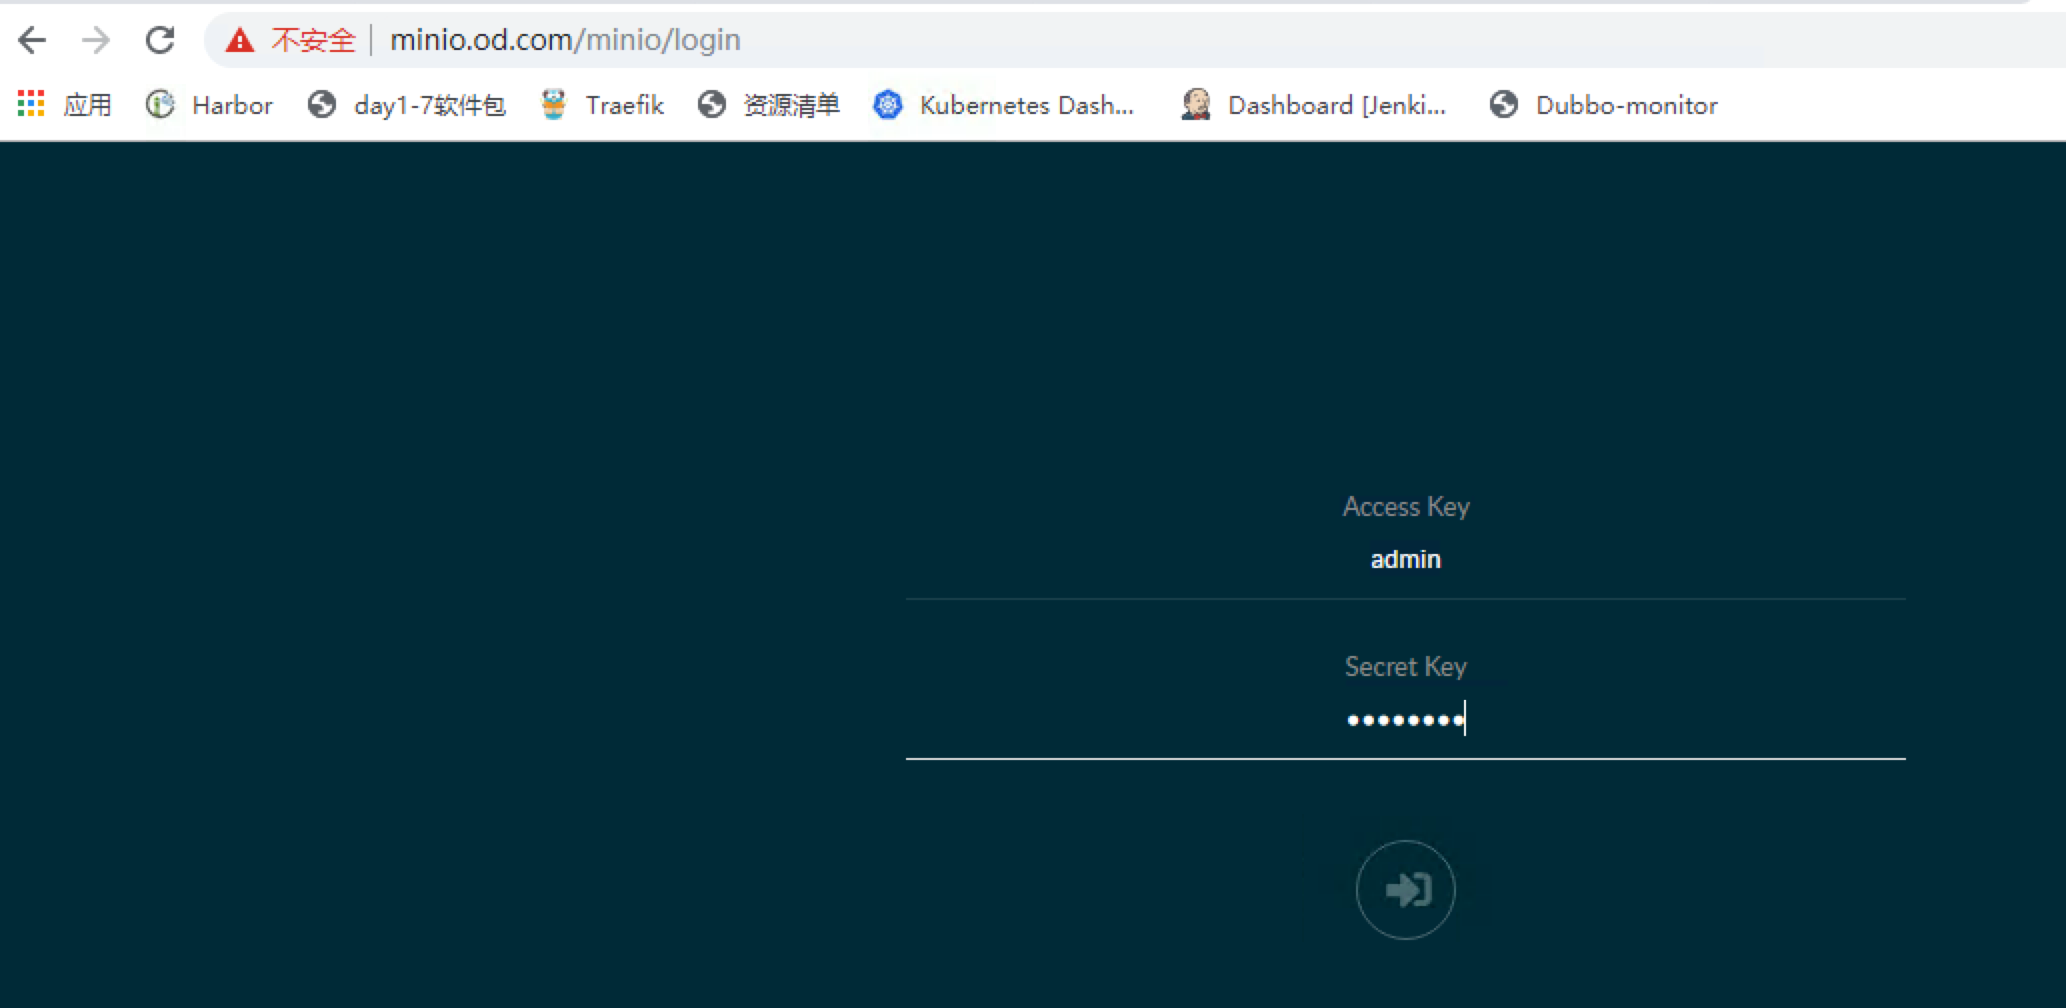 不安全 minio.od.com/minio/login
应用 Harbor day1-7软件包 Traefik 资源清单 Kubernetes Dash... Dashboard [Jenki... Dubbo-monitor
Access Key
admin
Secret Key
••••••••